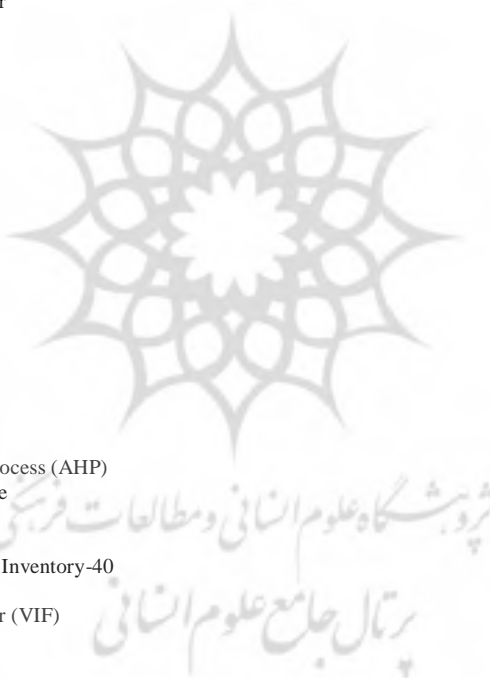 r
ocess (AHP)
e
پژوهشگاه علوم انسانی و مطالعات فرهنگی
Inventory-40
پرتال جامع علوم انسانی
r (VIF)